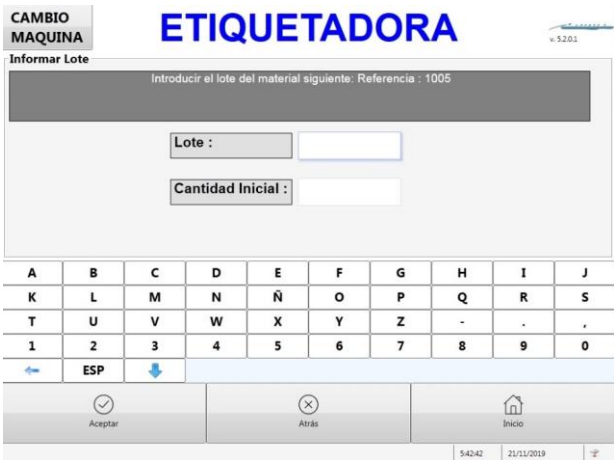 CAMBIO
MAQUINA
ETIQUETADORA
v. 5.2.0.1
Informar Lote
Introducir el lote del material siguiente: Referencia : 1005
Lote :
Cantidad Inicial :
A B C D E F G H I J
K L M N Ñ O P Q R S
T U V W X Y Z - . ,
1 2 3 4 5 6 7 8 9 0
ESP
Aceptar Atrás Inicio
5:42:42 21/11/2019